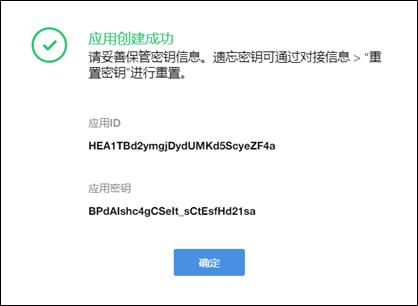 应用创建成功
请妥善保管密钥信息。遗忘密钥可通过对接信息 > “重
置密钥”进行重置。
应用ID
HEA1TBd2ymgjDydUMKd5ScyeZF4a
应用密钥
BPdAIshc4gCSeIt_sCtEsfHd21sa
确定